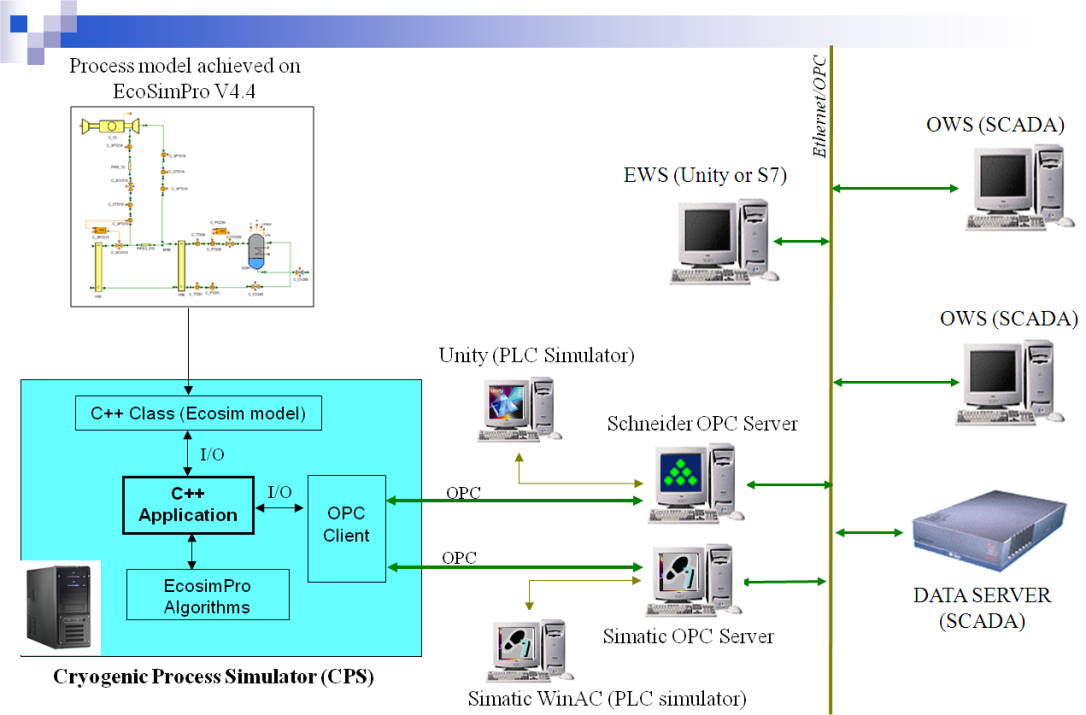 Process model achieved on
EcoSimPro V4.4
Ethernet/OPC
OWS (SCADA)
EWS (Unity or S7)
OWS (SCADA)
Unity (PLC Simulator)
C++ Class (Ecosim model)
Schneider OPC Server
I/O
C++
Application
I/O
OPC
Client
OPC
OPC
EcosimPro
Algorithms
DATA SERVER
(SCADA)
Simatic OPC Server
Cryogenic Process Simulator (CPS)
Simatic WinAC (PLC simulator)